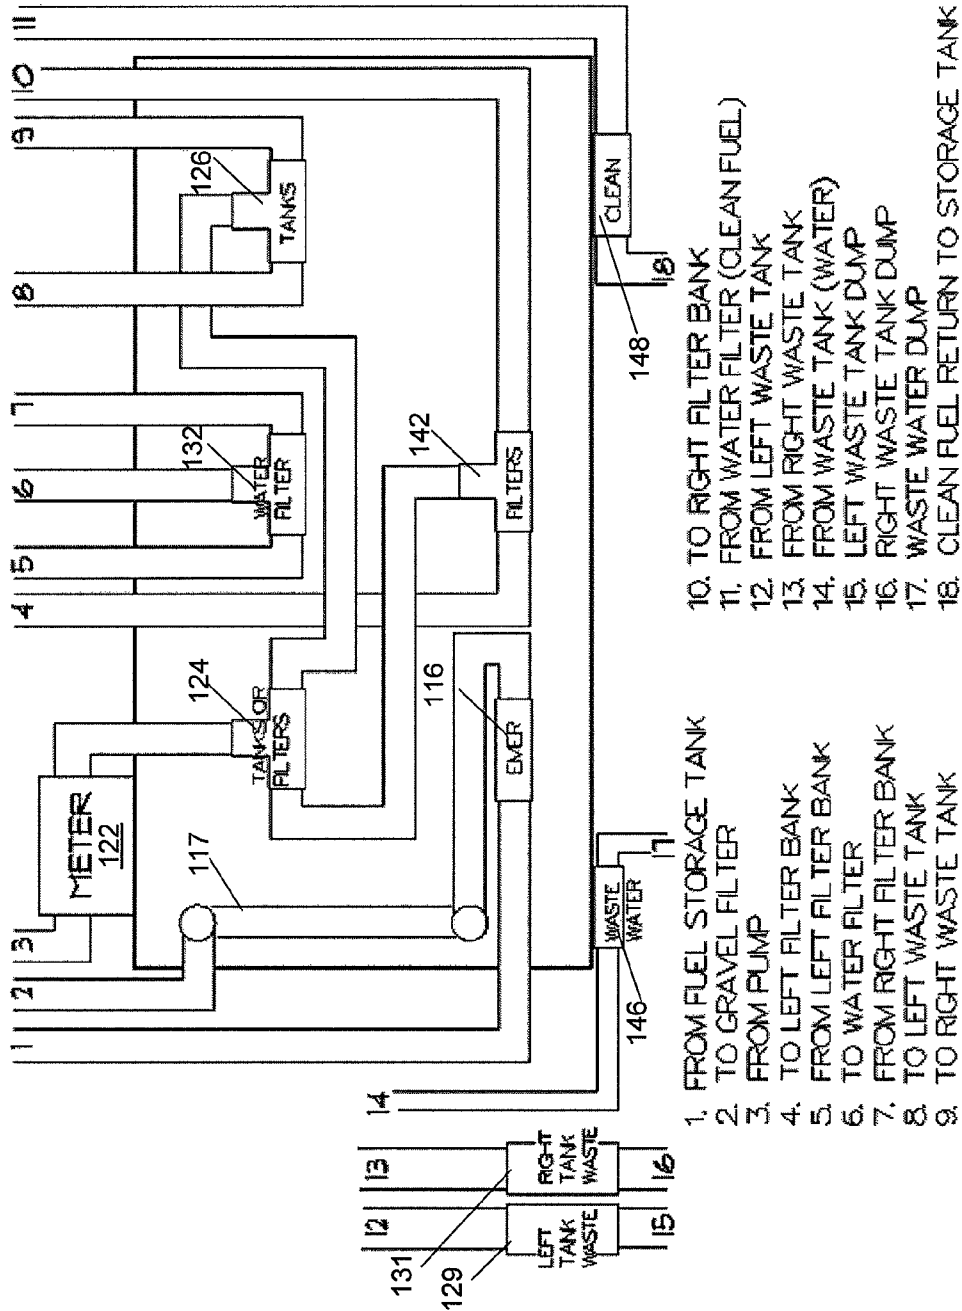 1
2
3
4
5
6
7
8
9
10
11
METER
122
117
124
TANKS OR
FILTERS
132
WATER
FILTER
126
TANKS
116
EMER
142
FILTERS
14
146
WASTE
WATER
17
148
CLEAN
18
13
131
RIGHT
TANK
WASTE
16
12
129
LEFT
TANK
WASTE
15
1. FROM FUEL STORAGE TANK
2. TO GRAVEL FILTER
3. FROM PUMP
4. TO LEFT FILTER BANK
5. FROM LEFT FILTER BANK
6. TO WATER FILTER
7. FROM RIGHT FILTER BANK
8. TO LEFT WASTE TANK
9. TO RIGHT WASTE TANK
10. TO RIGHT FILTER BANK
11. FROM WATER FILTER (CLEAN FUEL)
12. FROM LEFT WASTE TANK
13. FROM RIGHT WASTE TANK
14. FROM WASTE TANK (WATER)
15. LEFT WASTE TANK DUMP
16. RIGHT WASTE TANK DUMP
17. WASTE WATER DUMP
18. CLEAN FUEL RETURN TO STORAGE TANK